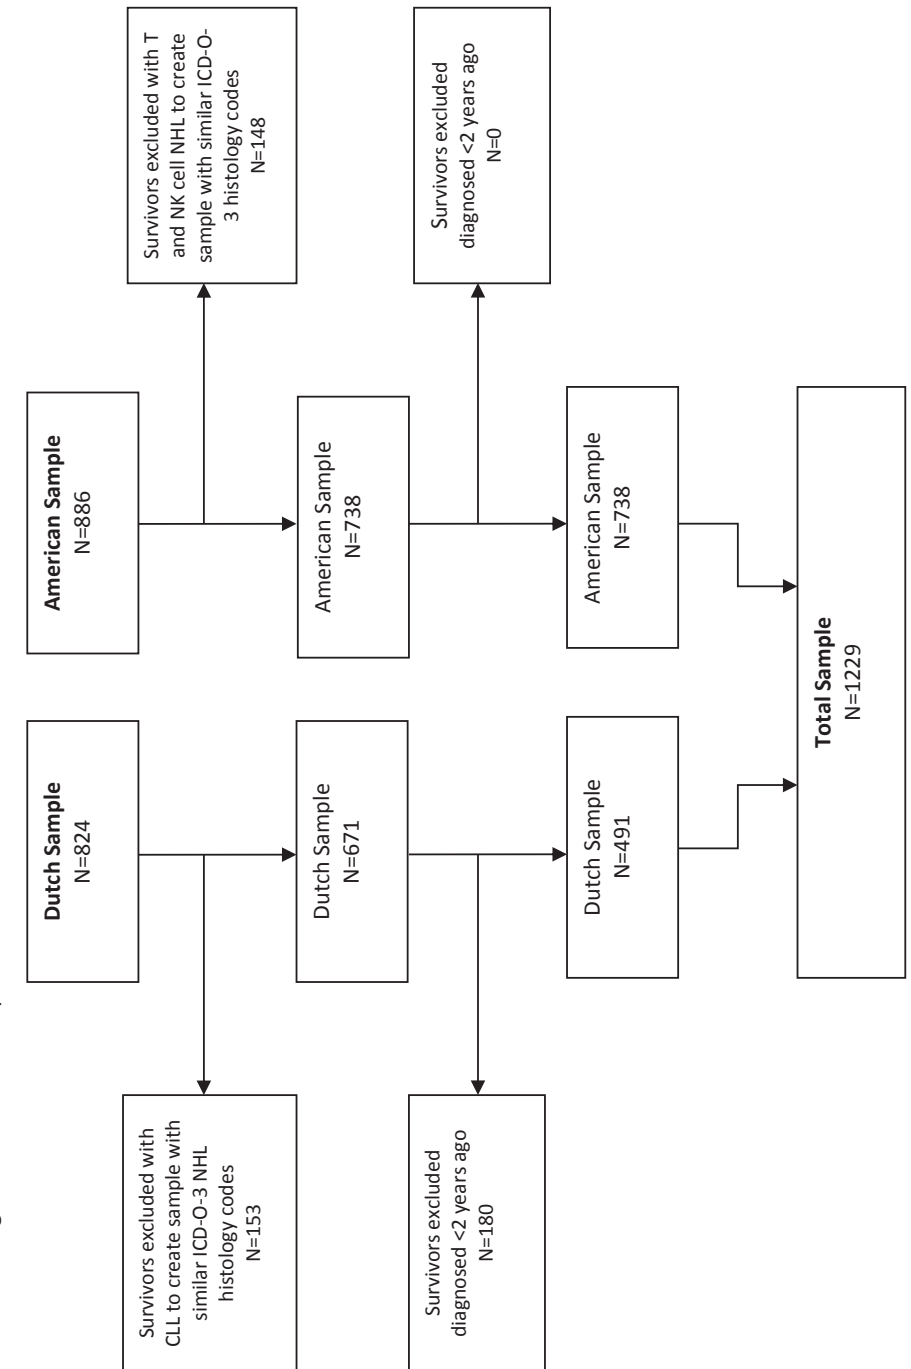 Dutch Sample
N=824
American Sample
N=886
Survivors excluded with
CLL to create sample with
similar ICD-O-3 NHL
histology codes
N=153
Survivors excluded with T
and NK cell NHL to create
sample with similar ICD-O-
3 histology codes
N=148
Dutch Sample
N=671
American Sample
N=738
Survivors excluded
diagnosed <2 years ago
N=180
Survivors excluded
diagnosed <2 years ago
N=0
Dutch Sample
N=491
American Sample
N=738
Total Sample
N=1229